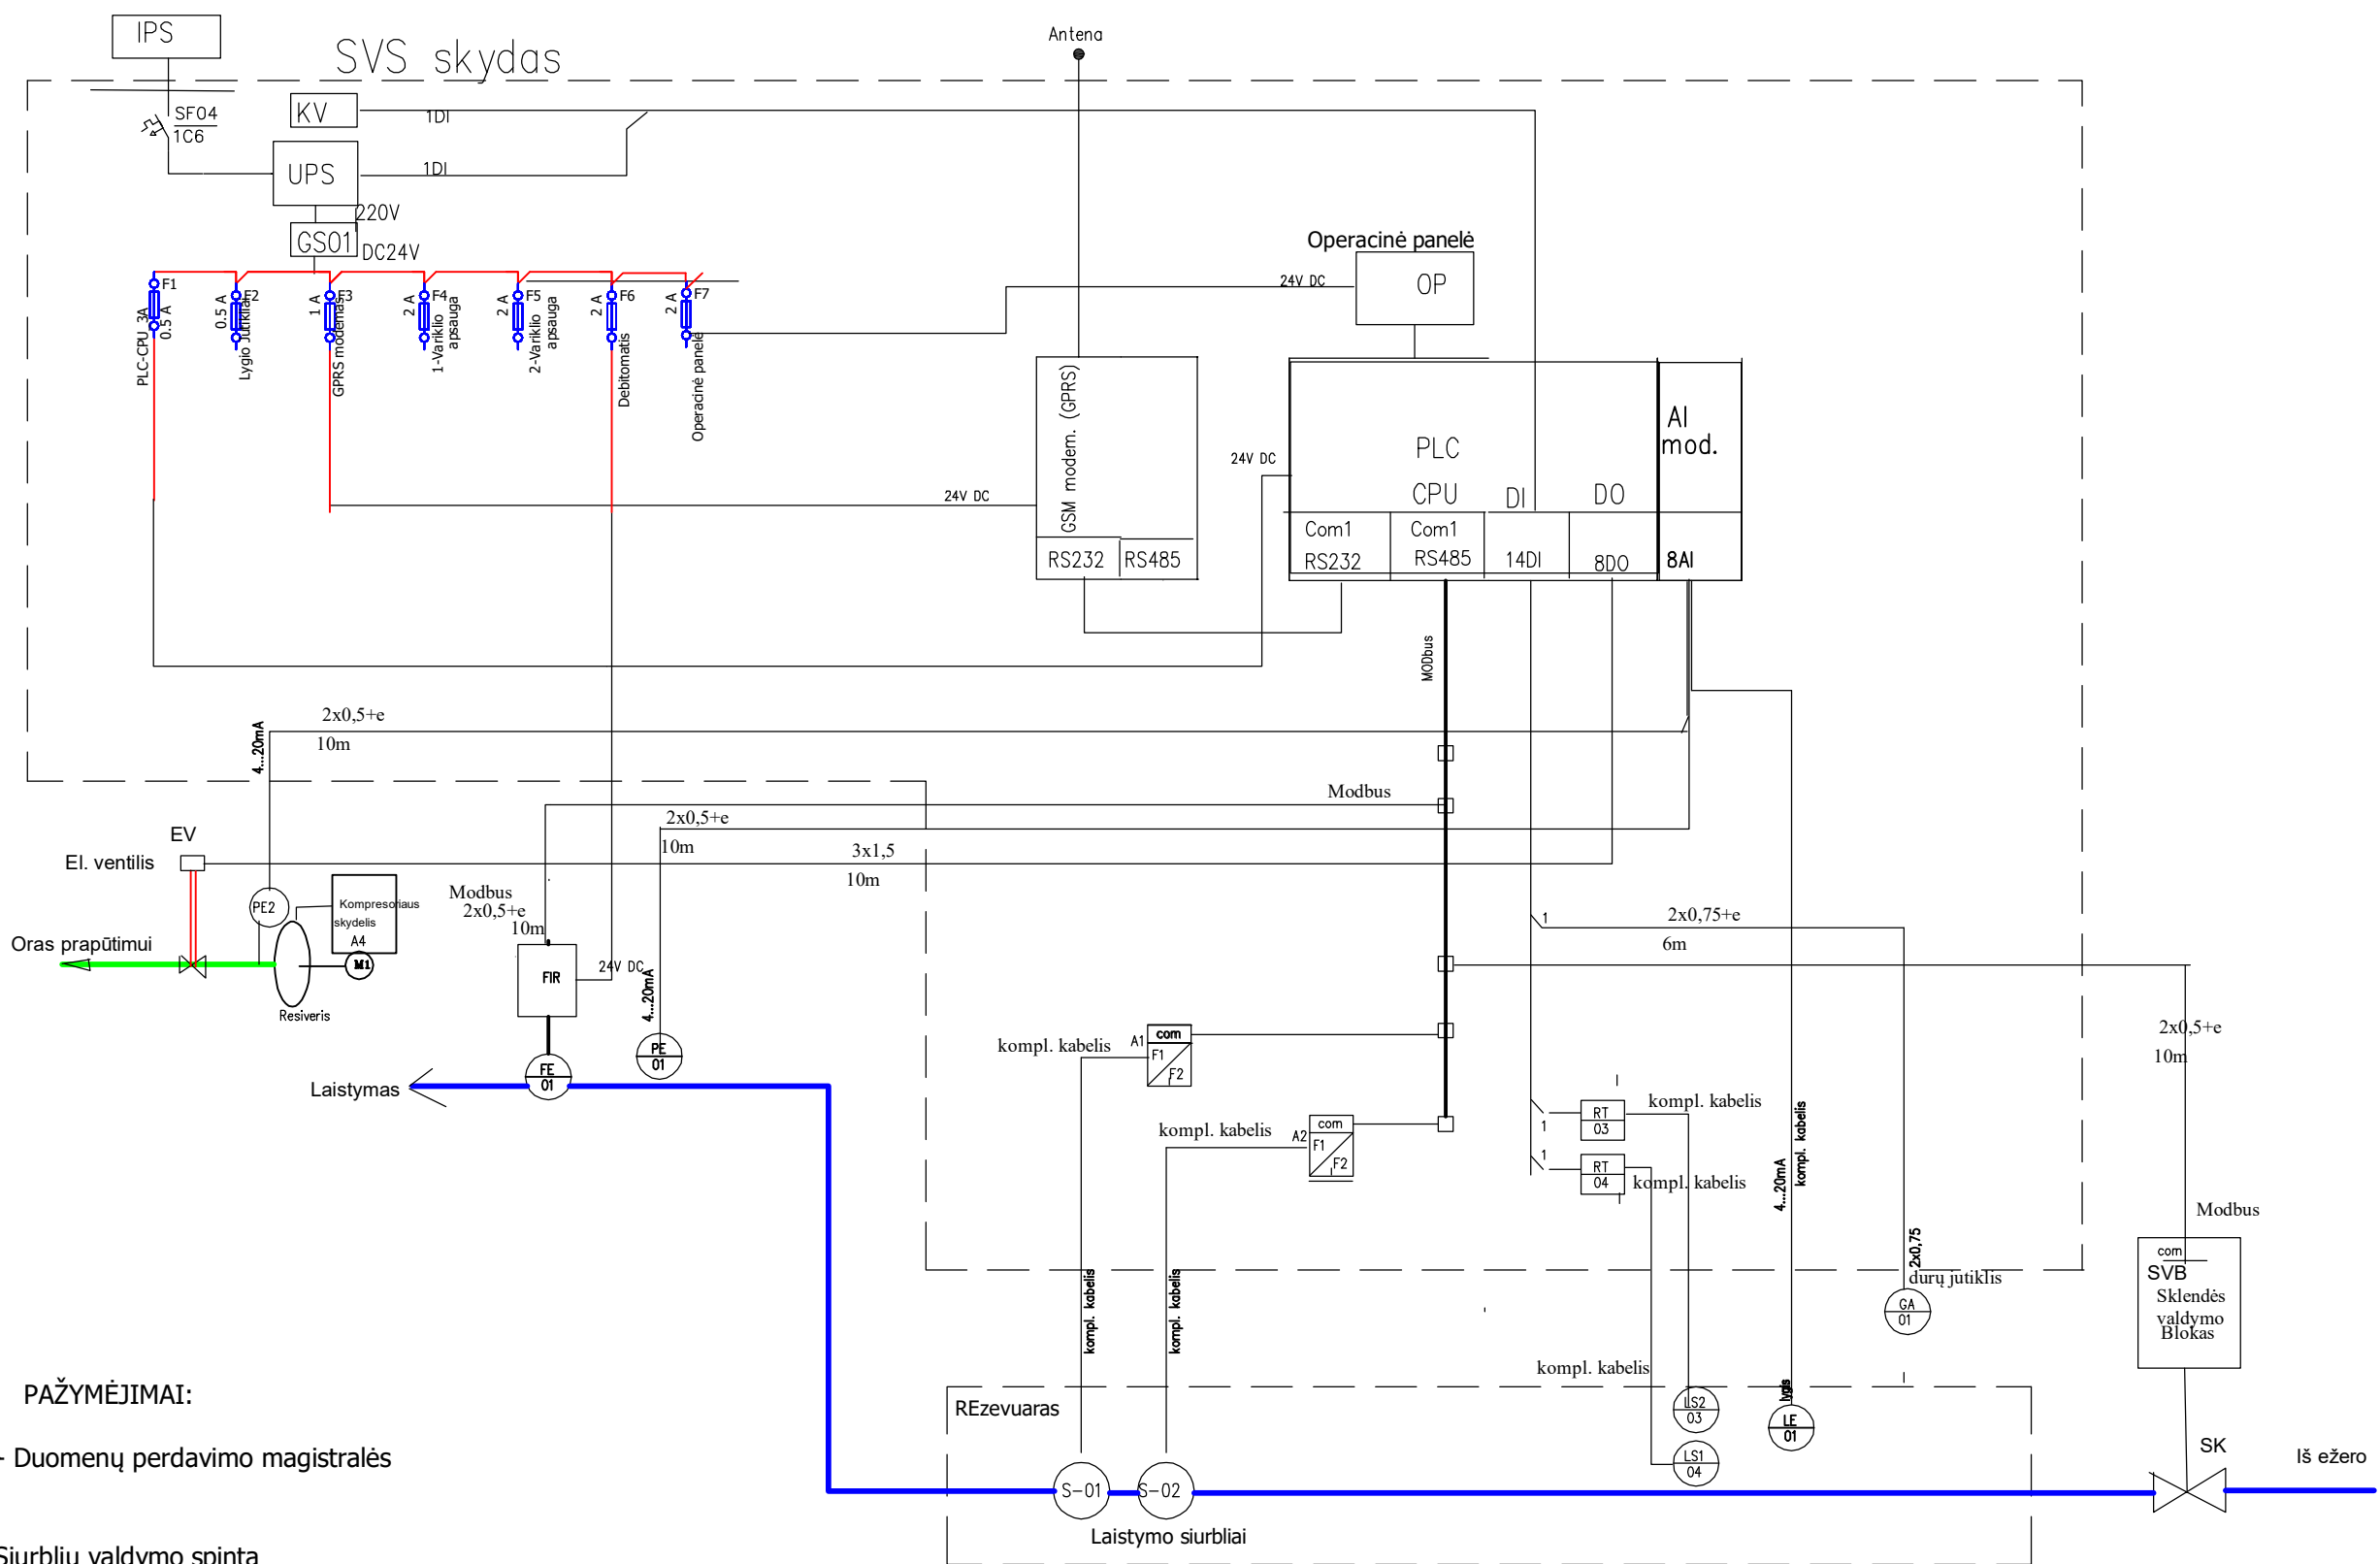 IPS
SVS skydas
Antena
SF04
1C6
KV
1DI
UPS
1DI
220V
GS01
DC24V
Operacinė panelė
OP
24V DC
F1
F2
F3
F4
F5
F6
F7
PLC-CPU 3A
0.5 A
0.5 A
Lygio Jutikliai
1 A
GPRS modemas
2 A
1-Variklio
apsauga
2 A
2-Variklio
apsauga
2 A
Debitomatis
2 A
Operacinė panelė
GSM modem. (GPRS)
RS232
RS485
24V DC
24V DC
PLC
CPU
DI
DO
AI
mod.
Com1
RS232
Com1
RS485
14DI
8DO
8AI
MODbus
2x0,5+e
10m
4...20mA
Modbus
2x0,5+e
10m
3x1,5
10m
EV
El. ventilis
PE2
Kompresoriaus
skydelis
A4
M1
Oras prapūtimui
Resiveris
Modbus
2x0,5+e
10m
FIR
24V DC
4...20mA
PE
01
FE
01
Laistymas
1
2x0,75+e
6m
2x0,5+e
10m
kompl. kabelis
A1
com
F1
F2
kompl. kabelis
A2
com
F1
F2
1
RT
03
kompl. kabelis
1
RT
04
kompl. kabelis
4...20mA
kompl. kabelis
2x0,75
durų jutiklis
GA
01
Modbus
com
SVB
Sklendės
valdymo
Blokas
kompl. kabelis
kompl. kabelis
kompl. kabelis
PAŽYMĖJIMAI:
- Duomenų perdavimo magistralės
Siurblių valdymo spinta
REzevuaras
LS2
03
LS1
04
lygis
LE
01
S-01
S-02
Laistymo siurbliai
SK
Iš ežero